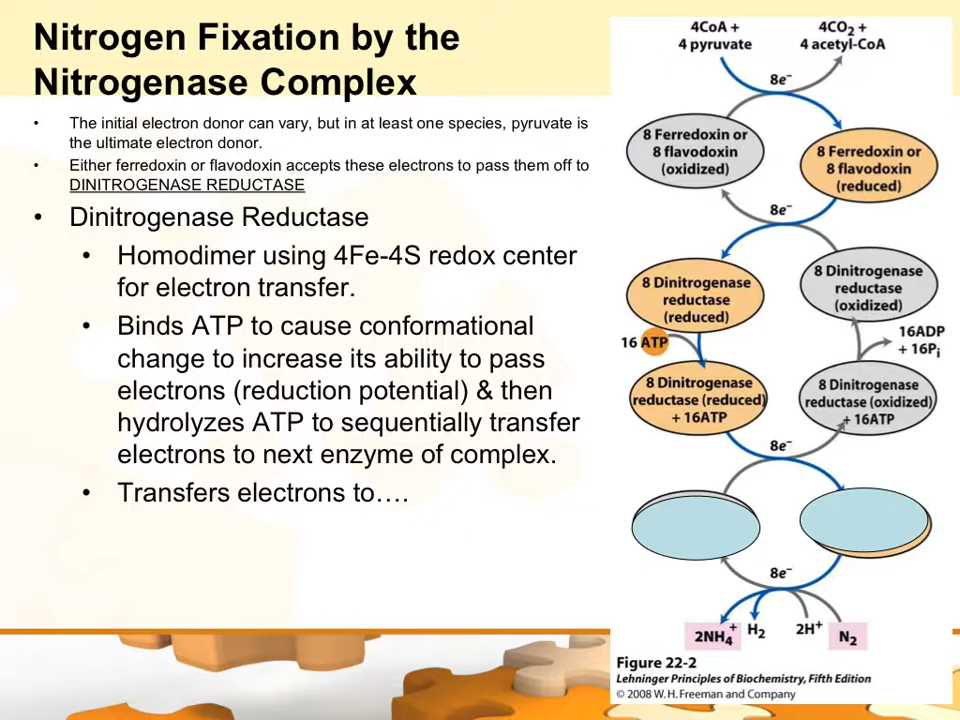 Nitrogen Fixation by the
Nitrogenase Complex
• The initial electron donor can vary, but in at least one species, pyruvate is
the ultimate electron donor.
• Either ferredoxin or flavodoxin accepts these electrons to pass them off to
DINITROGENASE REDUCTASE
• Dinitrogenase Reductase
• Homodimer using 4Fe-4S redox center
for electron transfer.
• Binds ATP to cause conformational
change to increase its ability to pass
electrons (reduction potential) & then
hydrolyzes ATP to sequentially transfer
electrons to next enzyme of complex.
• Transfers electrons to….
4CoA +
4 pyruvate
4CO₂ +
4 acetyl-CoA
8e⁻
8 Ferredoxin or
8 flavodoxin
(oxidized)
8 Ferredoxin or
8 flavodoxin
(reduced)
8e⁻
8 Dinitrogenase
reductase
(reduced)
8 Dinitrogenase
reductase
(oxidized)
16 ATP
16ADP
+ 16Pᵢ
8 Dinitrogenase
reductase (reduced)
+ 16ATP
8 Dinitrogenase
reductase (oxidized)
+ 16ATP
8e⁻
8e⁻
2NH₄⁺
H₂
2H⁺
N₂
Figure 22-2
Lehninger Principles of Biochemistry, Fifth Edition
© 2008 W. H. Freeman and Company